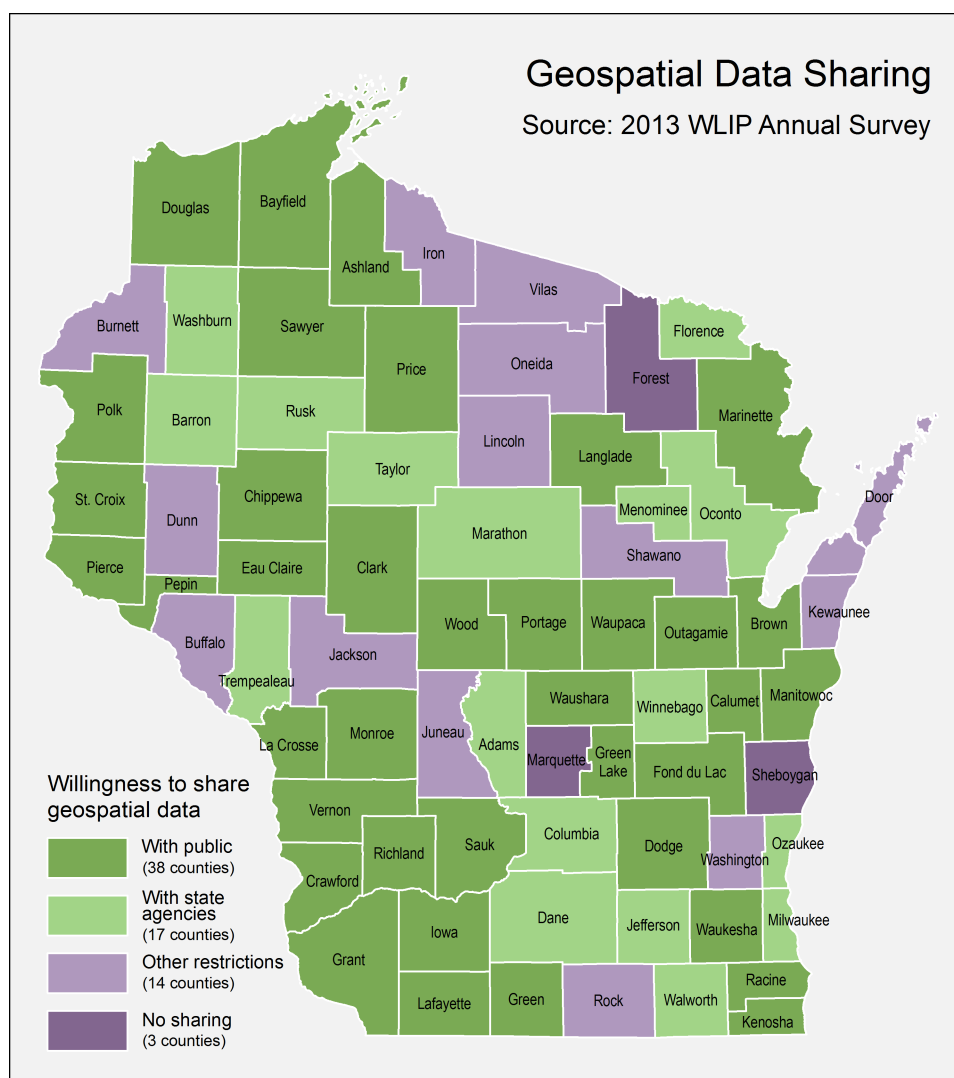 Geospatial Data Sharing
Source: 2013 WLIP Annual Survey
Douglas
Bayfield
Ashland
Iron
Vilas
Burnett
Washburn
Sawyer
Price
Oneida
Florence
Forest
Marinette
Polk
Barron
Rusk
Lincoln
Langlade
Taylor
St. Croix
Dunn
Chippewa
Marathon
Menominee
Oconto
Door
Shawano
Pierce
Pepin
Eau Claire
Clark
Wood
Portage
Waupaca
Outagamie
Brown
Kewaunee
Buffalo
Trempealeau
Jackson
Waushara
Winnebago
Calumet
Manitowoc
La Crosse
Monroe
Juneau
Adams
Marquette
Green
Lake
Fond du Lac
Sheboygan
Vernon
Richland
Sauk
Columbia
Dodge
Washington
Ozaukee
Crawford
Grant
Iowa
Dane
Jefferson
Waukesha
Milwaukee
Lafayette
Green
Rock
Walworth
Racine
Kenosha
Willingness to share
geospatial data
With public
(38 counties)
With state
agencies
(17 counties)
Other restrictions
(14 counties)
No sharing
(3 counties)